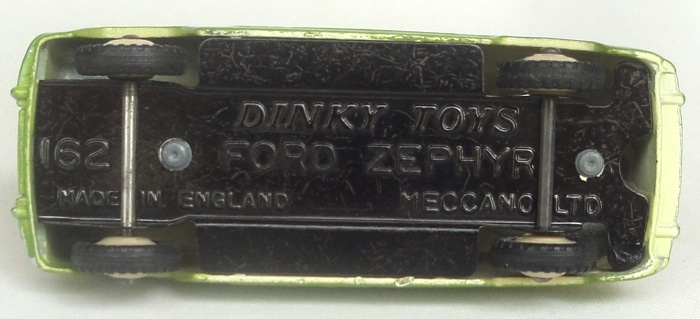 DINKY TOYS
162 FORD ZEPHYR
MADE IN ENGLAND MECCANO LTD